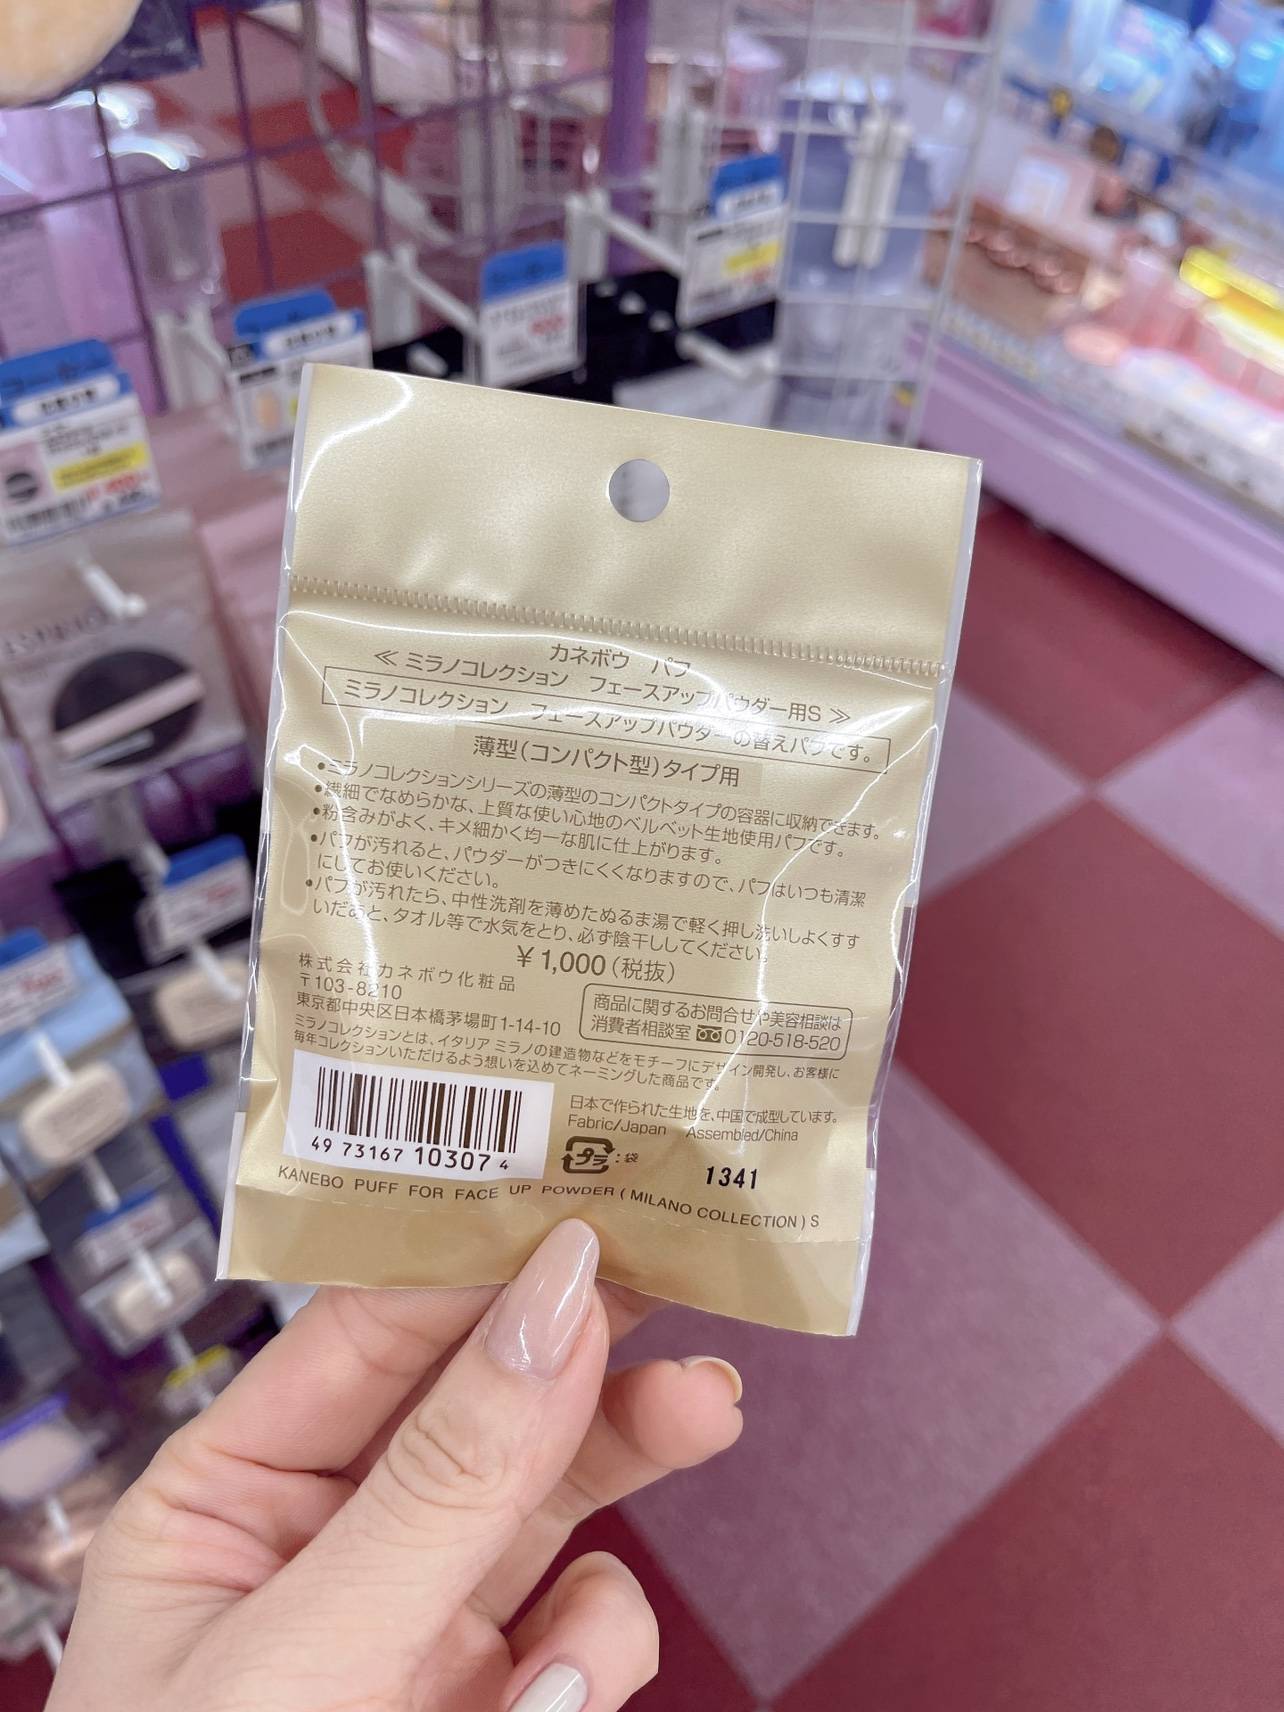 カネボウ パフ
≪ ミラノコレクション フェースアップパウダー用S ≫
ミラノコレクション フェースアップパウダーの替えパフです。
薄型(コンパクト型)タイプ用
•ミラノコレクションシリーズの薄型のコンパクトタイプの容器に収納できます。
•繊細でなめらかな、上質な使い心地のベルベット生地使用パフです。
•粉含みがよく、キメ細かく均一な肌に仕上がります。
•パフが汚れると、パウダーがつきにくくなりますので、パフはいつも清潔
にしてお使いください。
•パフが汚れたら、中性洗剤を薄めたぬるま湯で軽く押し洗いしよくすす
いだあと、タオル等で水気をとり、必ず陰干ししてください。
¥1,000(税抜)
株式会社カネボウ化粧品
〒103-8210
東京都中央区日本橋茅場町1-14-10
商品に関するお問合せや美容相談は
消費者相談室 0120-518-520
ミラノコレクションとは、イタリア ミラノの建造物などをモチーフにデザイン開発し、お客様に
毎年コレクションいただけるよう想いを込めてネーミングした商品です。
日本で作られた生地を、中国で成型しています。
Fabric/Japan Assembled/China
プラ:袋
1341
49 73167 10307 4
KANEBO PUFF FOR FACE UP POWDER ( MILANO COLLECTION ) S